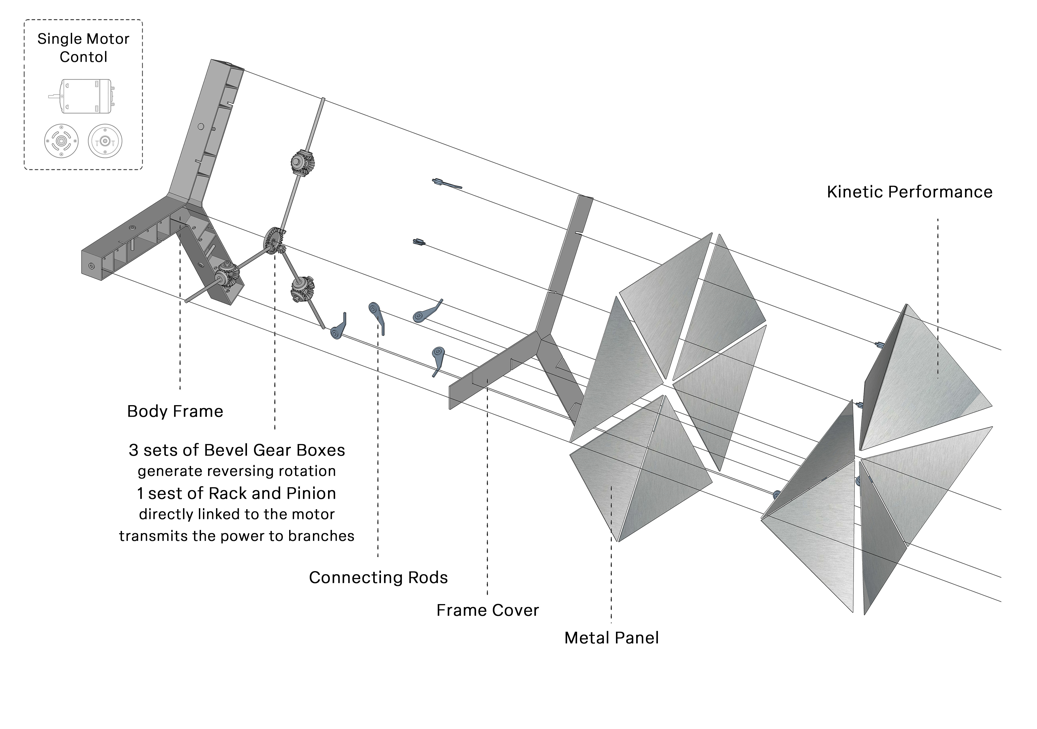 Single Motor
Contol
Kinetic Performance
Body Frame
3 sets of Bevel Gear Boxes
generate reversing rotation
1 sest of Rack and Pinion
directly linked to the motor
transmits the power to branches
Connecting Rods
Frame Cover
Metal Panel